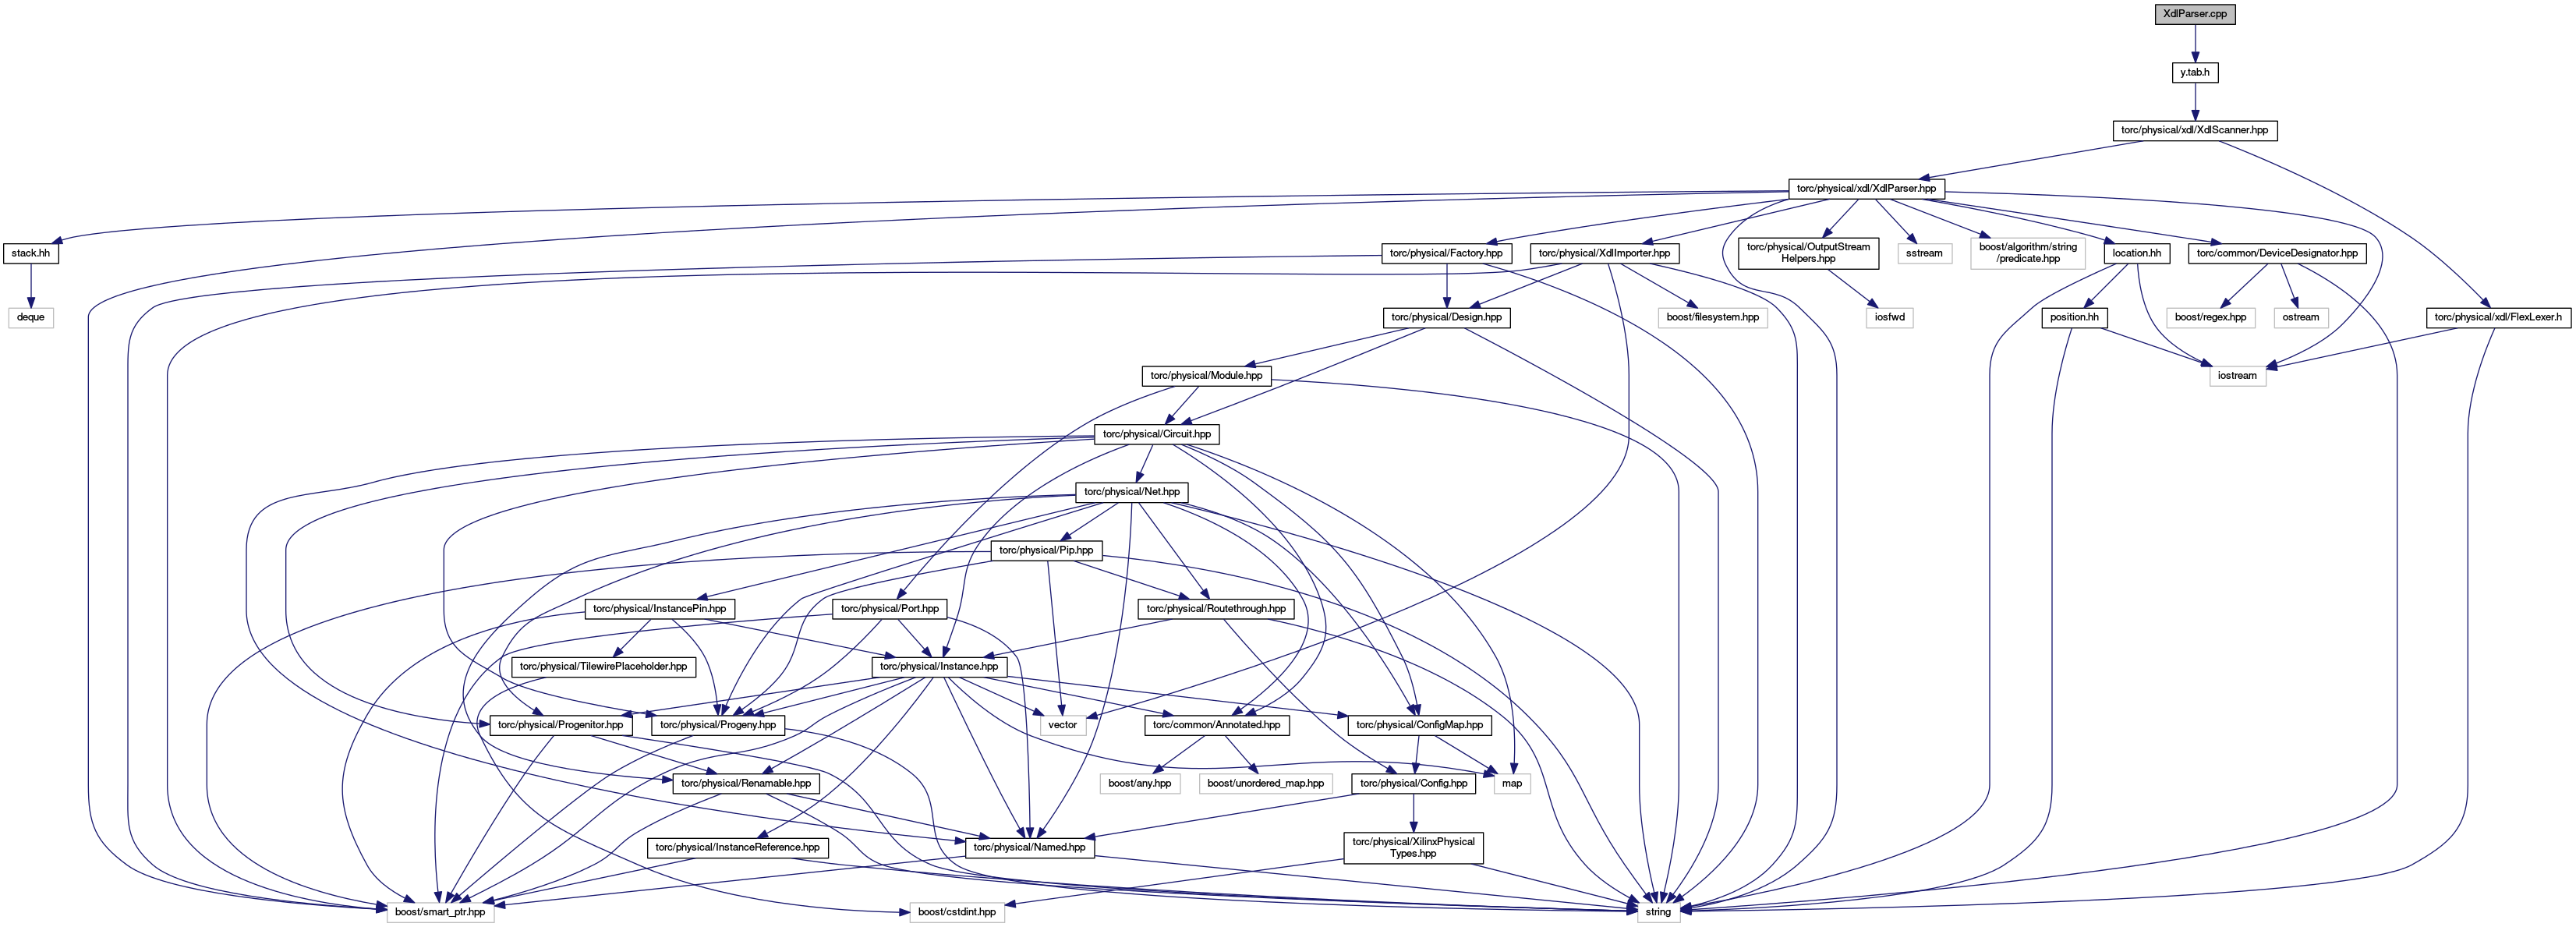 XdlParser.cpp
y.tab.h
torc/physical/xdl/XdlScanner.hpp
torc/physical/xdl/XdlParser.hpp
stack.hh
torc/physical/Factory.hpp
torc/physical/XdlImporter.hpp
torc/physical/OutputStream
Helpers.hpp
sstream
boost/algorithm/string
/predicate.hpp
location.hh
torc/common/DeviceDesignator.hpp
deque
torc/physical/Design.hpp
boost/filesystem.hpp
iosfwd
position.hh
boost/regex.hpp
ostream
torc/physical/xdl/FlexLexer.h
torc/physical/Module.hpp
iostream
torc/physical/Circuit.hpp
torc/physical/Net.hpp
torc/physical/Pip.hpp
torc/physical/InstancePin.hpp
torc/physical/Port.hpp
torc/physical/Routethrough.hpp
torc/physical/TilewirePlaceholder.hpp
torc/physical/Instance.hpp
torc/physical/Progenitor.hpp
torc/physical/Progeny.hpp
vector
torc/common/Annotated.hpp
torc/physical/ConfigMap.hpp
torc/physical/Renamable.hpp
boost/any.hpp
boost/unordered_map.hpp
torc/physical/Config.hpp
map
torc/physical/InstanceReference.hpp
torc/physical/Named.hpp
torc/physical/XilinxPhysical
Types.hpp
boost/smart_ptr.hpp
boost/cstdint.hpp
string